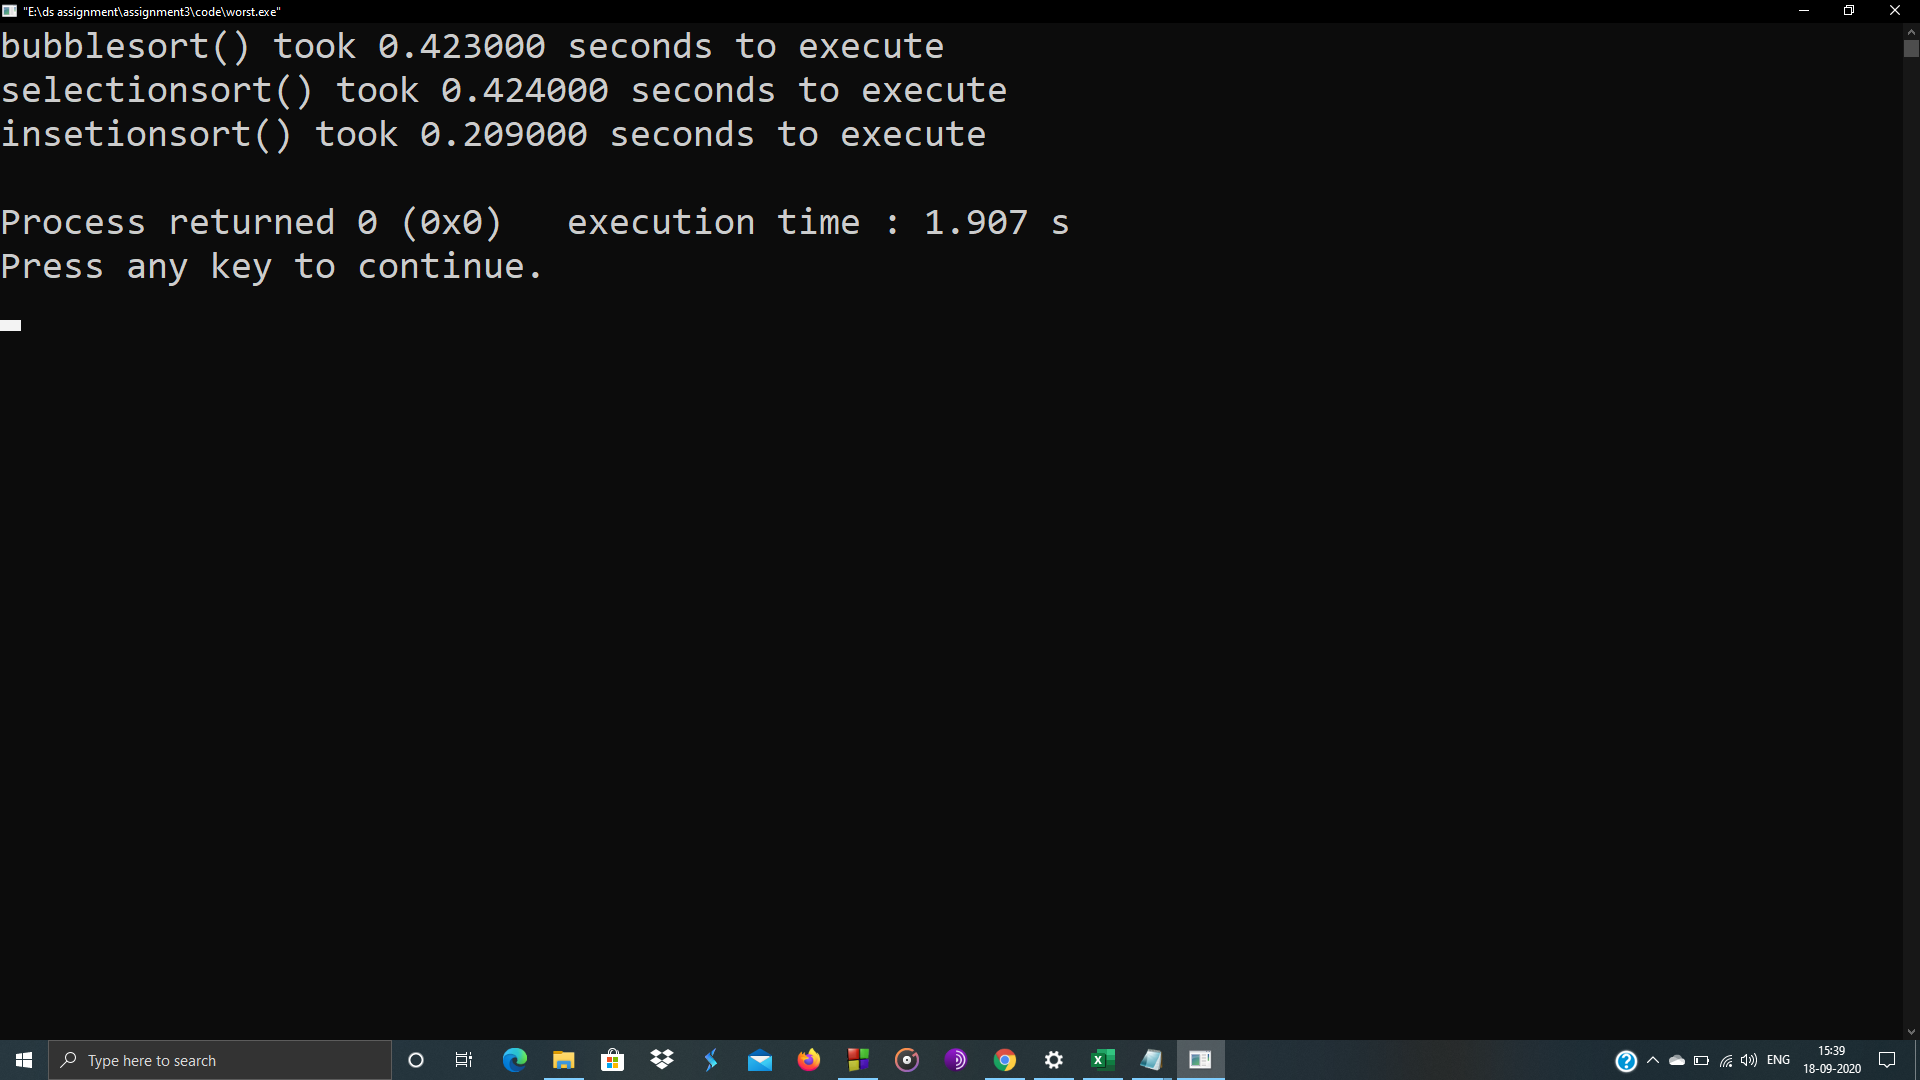 "E:\ds assignment\assignment3\code\worst.exe"
bubblesort() took 0.423000 seconds to execute
selectionsort() took 0.424000 seconds to execute
insetionsort() took 0.209000 seconds to execute
Process returned 0 (0x0)   execution time : 1.907 s
Press any key to continue.
Type here to search
ENG
15:39
18-09-2020